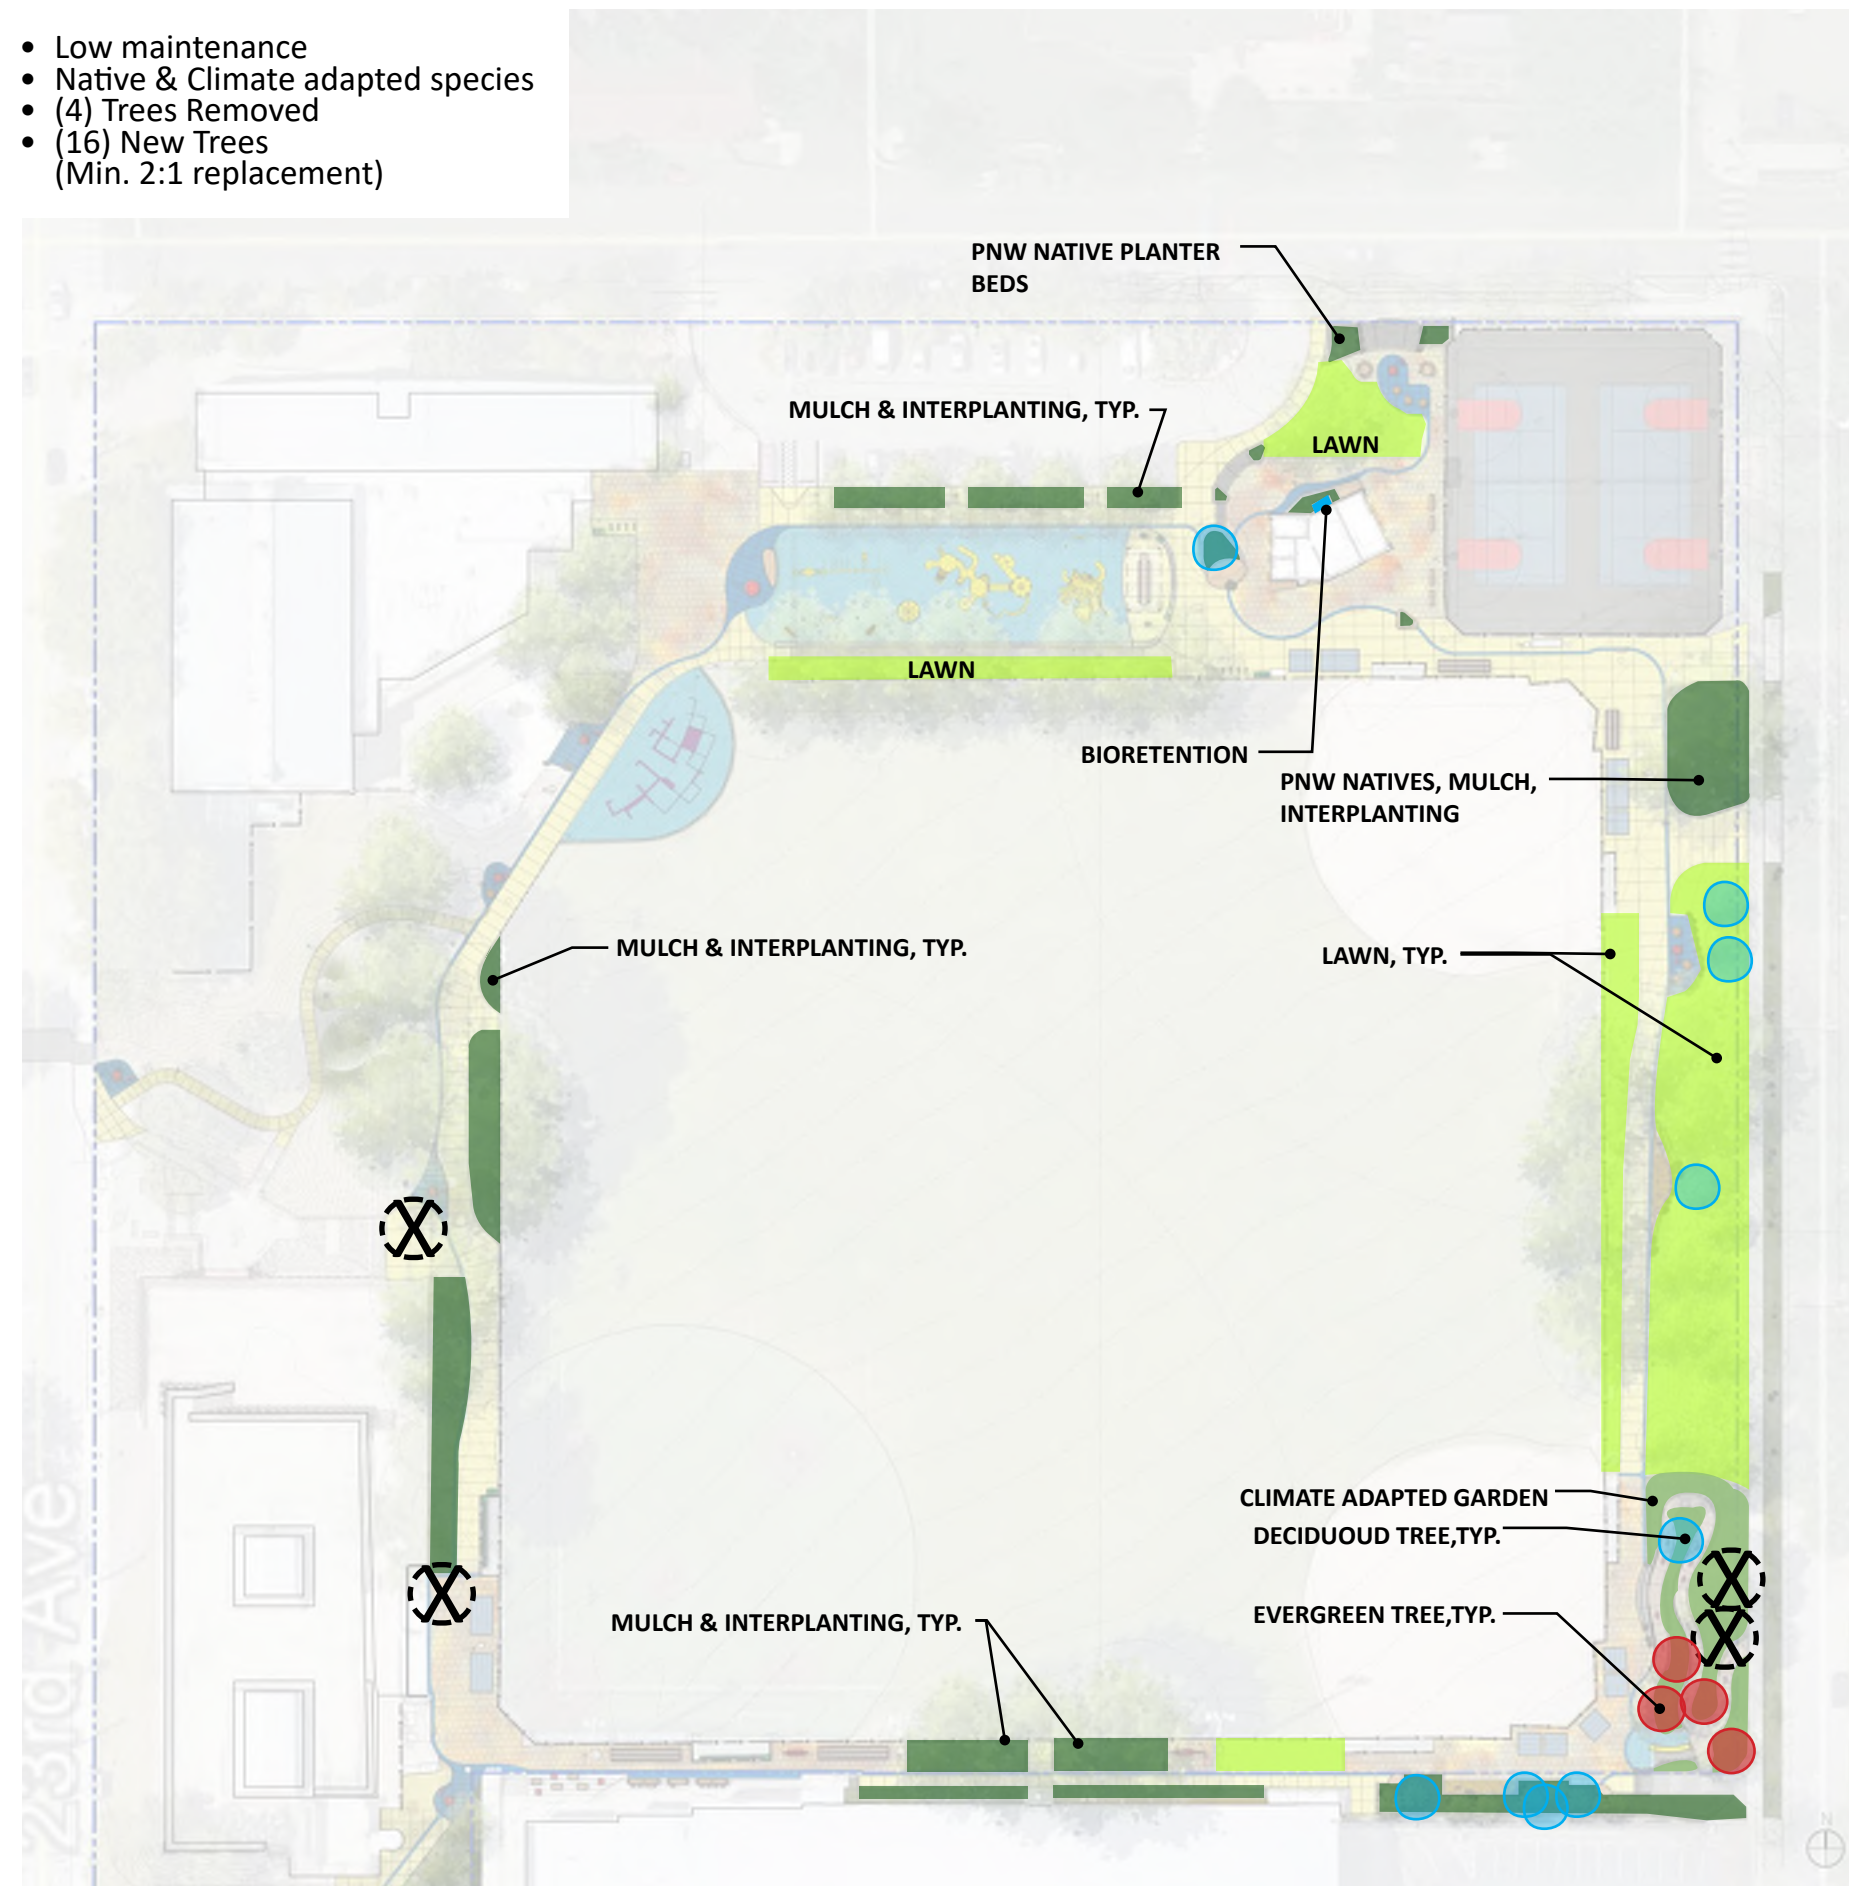 • Low maintenance
• Native & Climate adapted species
• (4) Trees Removed
• (16) New Trees
(Min. 2:1 replacement)
PNW NATIVE PLANTER
BEDS
MULCH & INTERPLANTING, TYP.
LAWN
LAWN
BIORETENTION
PNW NATIVES, MULCH,
INTERPLANTING
MULCH & INTERPLANTING, TYP.
LAWN, TYP.
X
CLIMATE ADAPTED GARDEN
DECIDUOUD TREE,TYP.
X
X
EVERGREEN TREE,TYP.
MULCH & INTERPLANTING, TYP.
X
23rd Ave
N